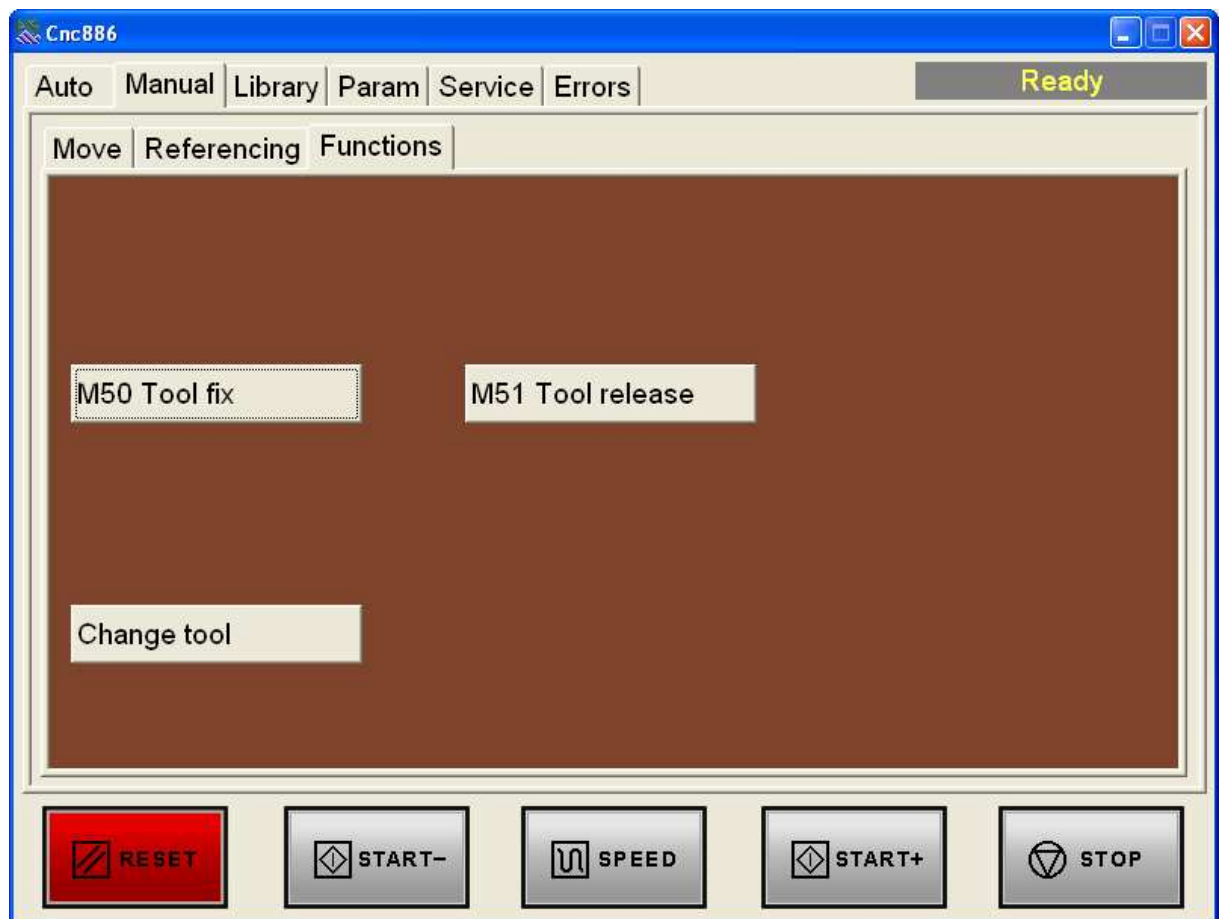 Cnc886
Auto Manual Library Param Service Errors Ready
Move Referencing Functions
M50 Tool fix M51 Tool release
Change tool
RESET START- SPEED START+ STOP